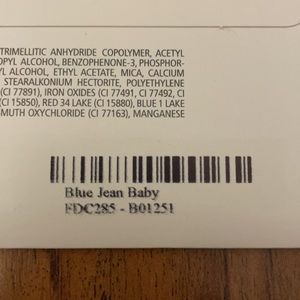 TRIMELLITIC ANHYDRIDE COPOLYMER, ACETYL
OPYL ALCOHOL, BENZOPHENONE-3, PHOSPHOR-
YL ALCOHOL, ETHYL ACETATE, MICA, CALCIUM
STEARALKONIUM HECTORITE, POLYETHYLENE
(CI 77891), IRON OXIDES (CI 77491, CI 77492, CI
(CI 15850), RED 34 LAKE (CI 15880), BLUE 1 LAKE
SMUTH OXYCHLORIDE (CI 77163), MANGANESE
Blue Jean Baby
FDC285 - B01251